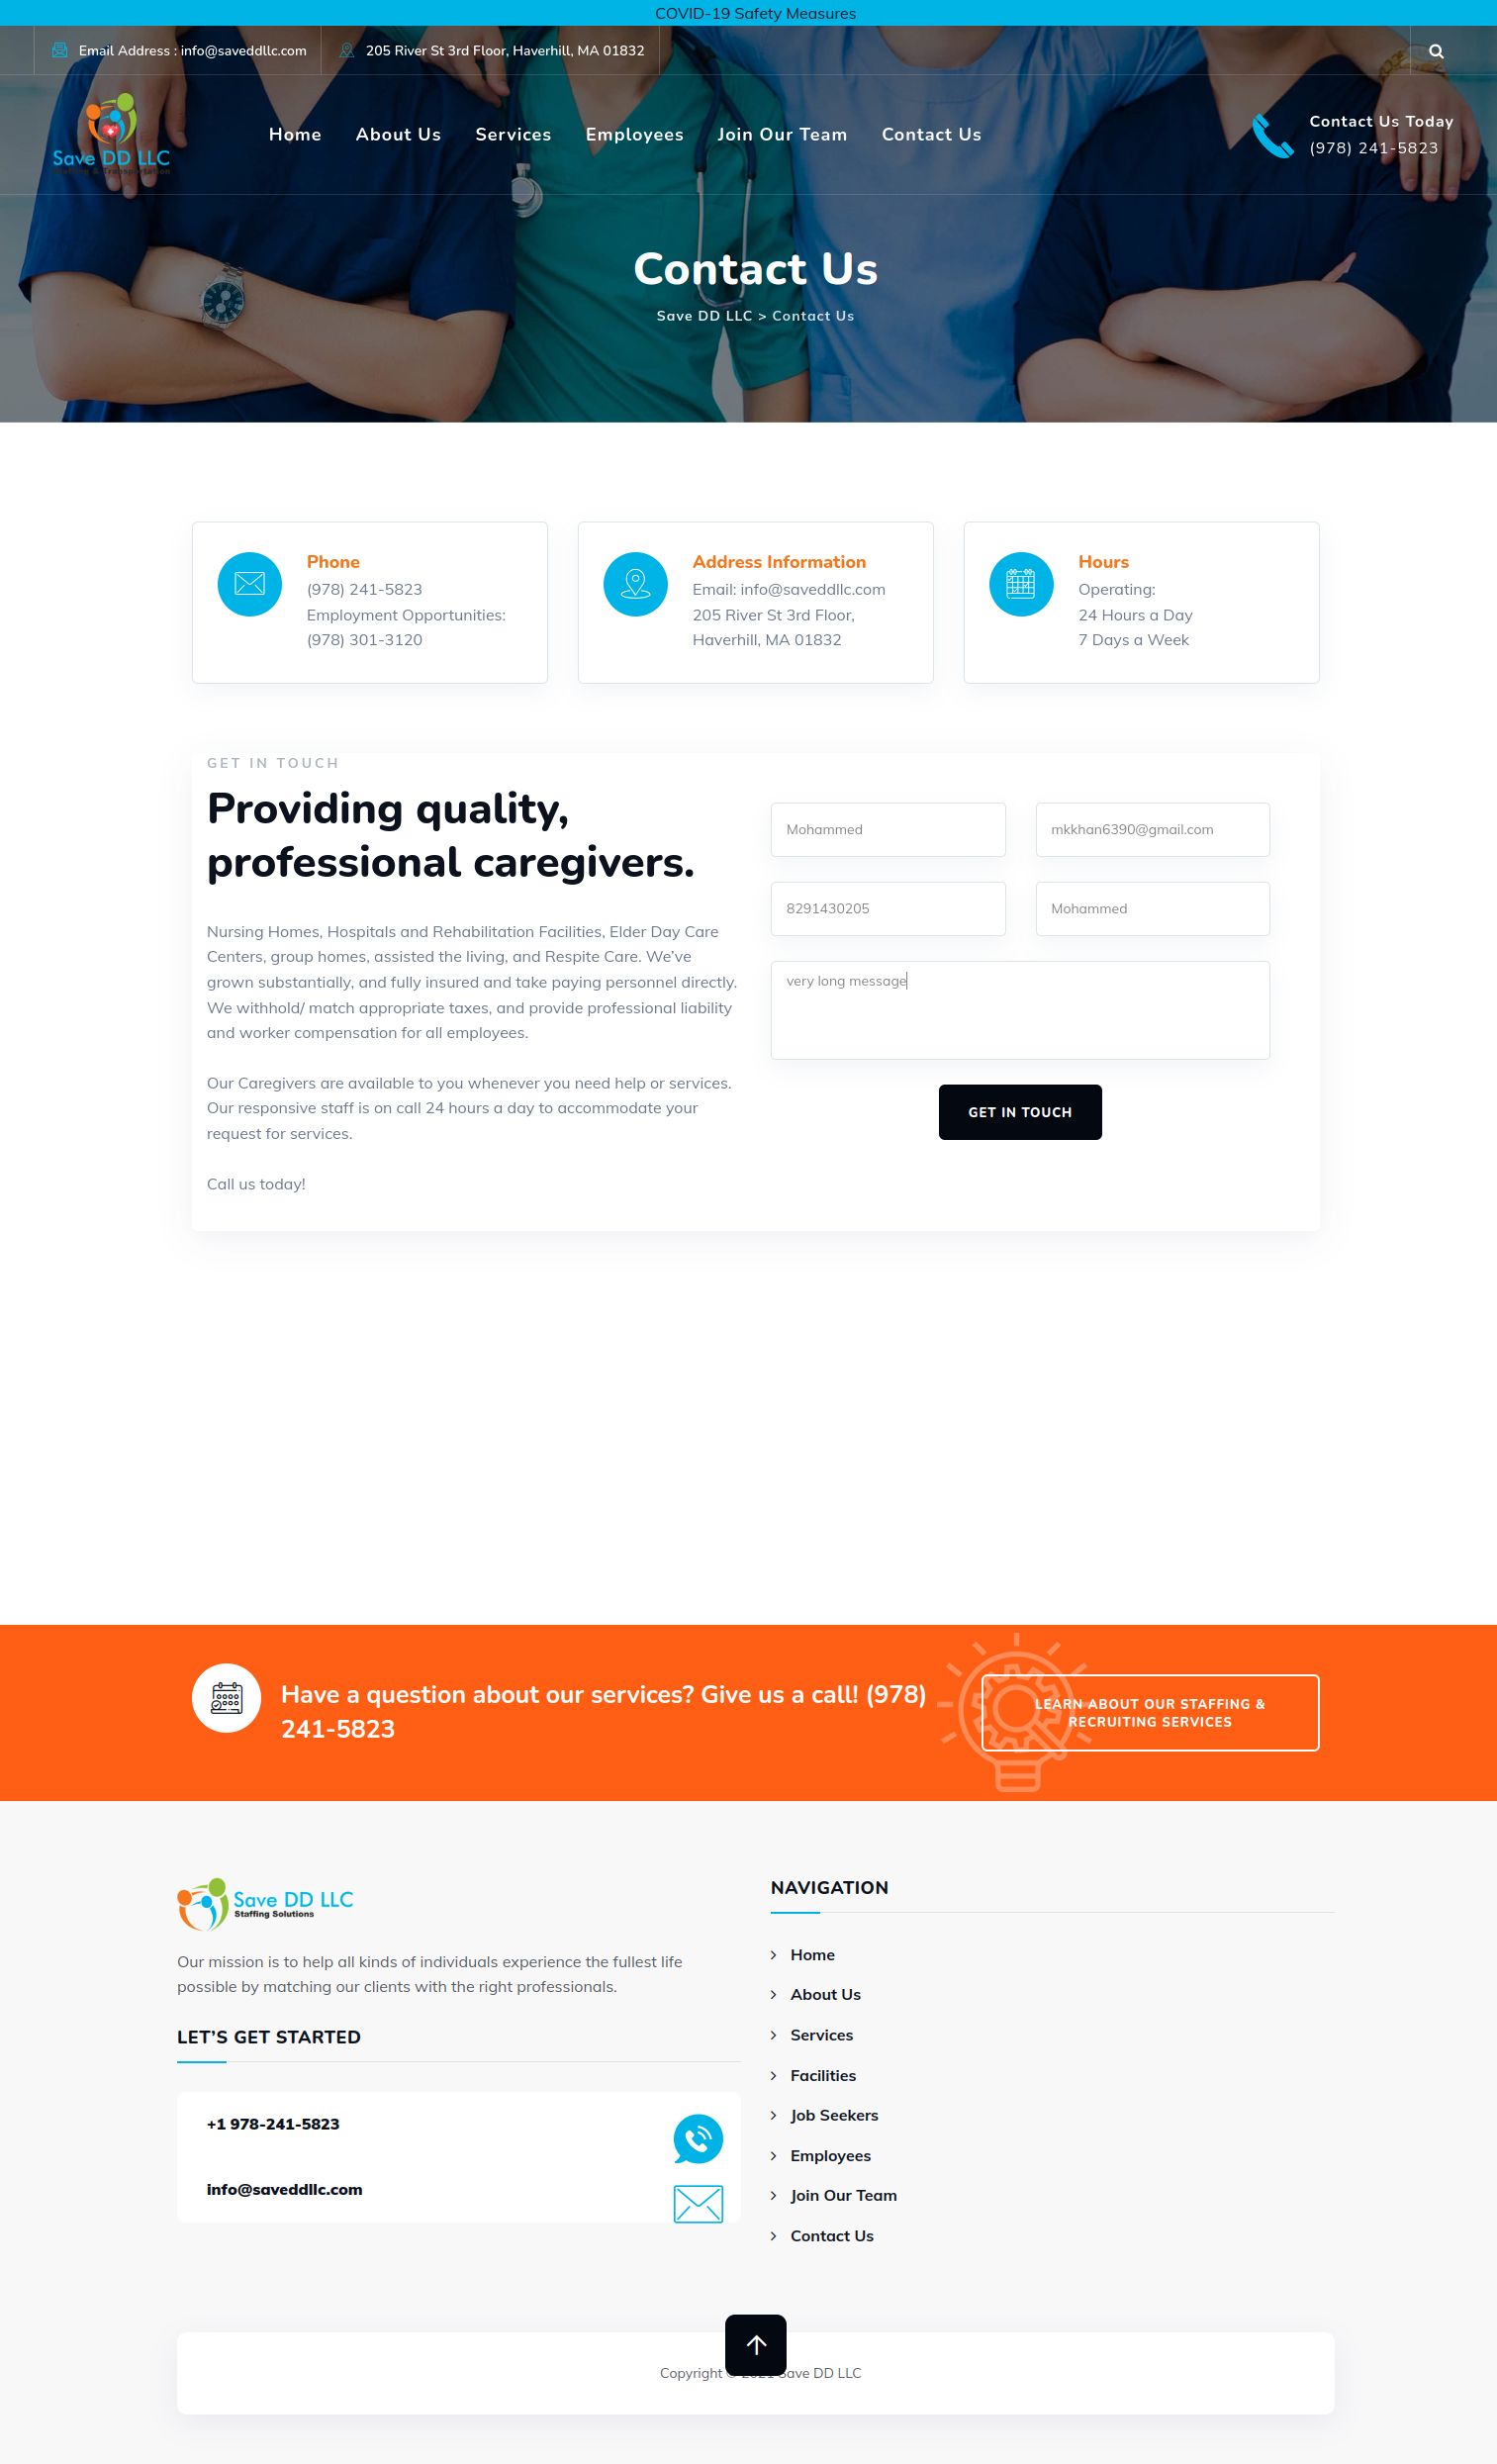 COVID-19 Safety Measures
Email Address : info@saveddllc.com
205 River St 3rd Floor, Haverhill, MA 01832
Save DD LLC
Staffing & Transportation
Home
About Us
Services
Employees
Join Our Team
Contact Us
Contact Us Today
(978) 241-5823
Contact Us
Save DD LLC > Contact Us
Phone
(978) 241-5823
Employment Opportunities:
(978) 301-3120
Address Information
Email: info@saveddllc.com
205 River St 3rd Floor,
Haverhill, MA 01832
Hours
Operating:
24 Hours a Day
7 Days a Week
GET IN TOUCH
Providing quality,
professional caregivers.
Nursing Homes, Hospitals and Rehabilitation Facilities, Elder Day Care
Centers, group homes, assisted the living, and Respite Care. We’ve
grown substantially, and fully insured and take paying personnel directly.
We withhold/ match appropriate taxes, and provide professional liability
and worker compensation for all employees.
Our Caregivers are available to you whenever you need help or services.
Our responsive staff is on call 24 hours a day to accommodate your
request for services.
Call us today!
Mohammed
mkkhan6390@gmail.com
8291430205
Mohammed
very long message
GET IN TOUCH
Have a question about our services? Give us a call! (978)
241-5823
LEARN ABOUT OUR STAFFING &
RECRUITING SERVICES
Save DD LLC
Staffing Solutions
Our mission is to help all kinds of individuals experience the fullest life
possible by matching our clients with the right professionals.
LET’S GET STARTED
+1 978-241-5823
info@saveddllc.com
NAVIGATION
Home
About Us
Services
Facilities
Job Seekers
Employees
Join Our Team
Contact Us
Copyright © 2021 Save DD LLC